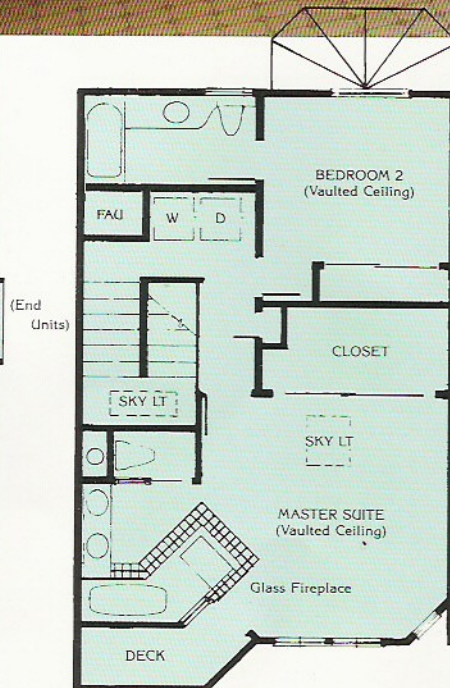 BEDROOM 2
(Vaulted Ceiling)
FAU
W
D
(End
Units)
CLOSET
SKY LT
SKY LT
MASTER SUITE
(Vaulted Ceiling)
Glass Fireplace
DECK